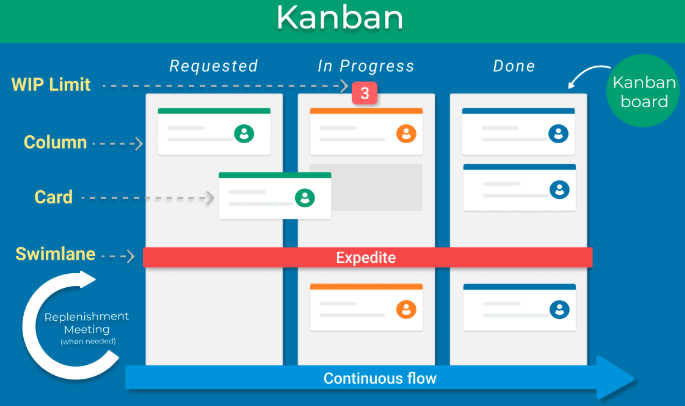 Kanban
Requested
In Progress
Done
WIP Limit
3
Kanban
board
Column
Card
Swimlane
Expedite
Replenishment
Meeting
(when needed)
Continuous flow